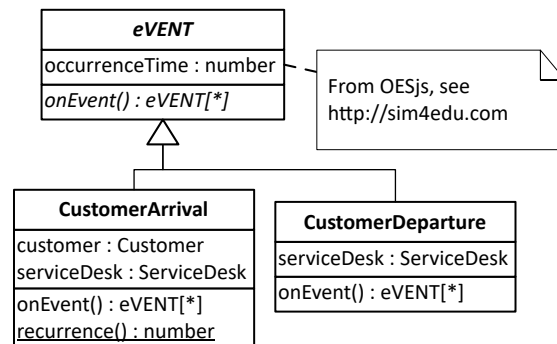 eVENT
occurrenceTime : number
onEvent() : eVENT[*]
From OESjs, see
http://sim4edu.com
CustomerArrival
customer : Customer
serviceDesk : ServiceDesk
onEvent() : eVENT[*]
recurrence() : number
CustomerDeparture
serviceDesk : ServiceDesk
onEvent() : eVENT[*]